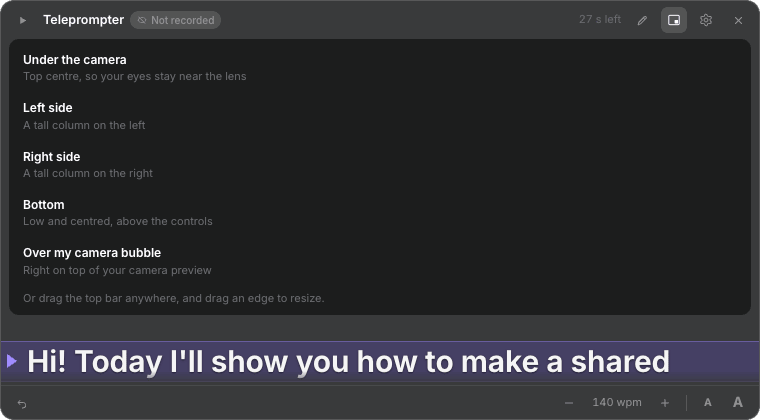 Teleprompter
Not recorded
27 s left
Under the camera
Top centre, so your eyes stay near the lens
Left side
A tall column on the left
Right side
A tall column on the right
Bottom
Low and centred, above the controls
Over my camera bubble
Right on top of your camera preview
Or drag the top bar anywhere, and drag an edge to resize.
Hi! Today I'll show you how to make a shared
140 wpm
A
A